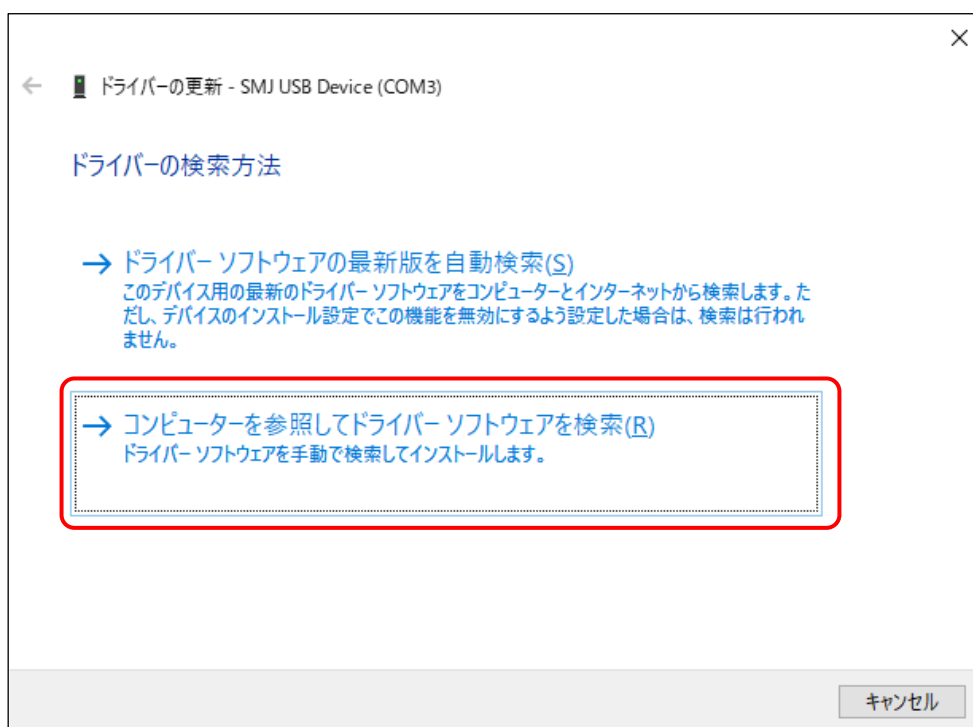 ドライバーの更新 - SMJ USB Device (COM3)
ドライバーの検索方法
ドライバー ソフトウェアの最新版を自動検索(S)
このデバイス用の最新のドライバー ソフトウェアをコンピューターとインターネットから検索します。た
だし、デバイスのインストール設定でこの機能を無効にするよう設定した場合は、検索は行われ
ません。
コンピューターを参照してドライバー ソフトウェアを検索(R)
ドライバー ソフトウェアを手動で検索してインストールします。
キャンセル